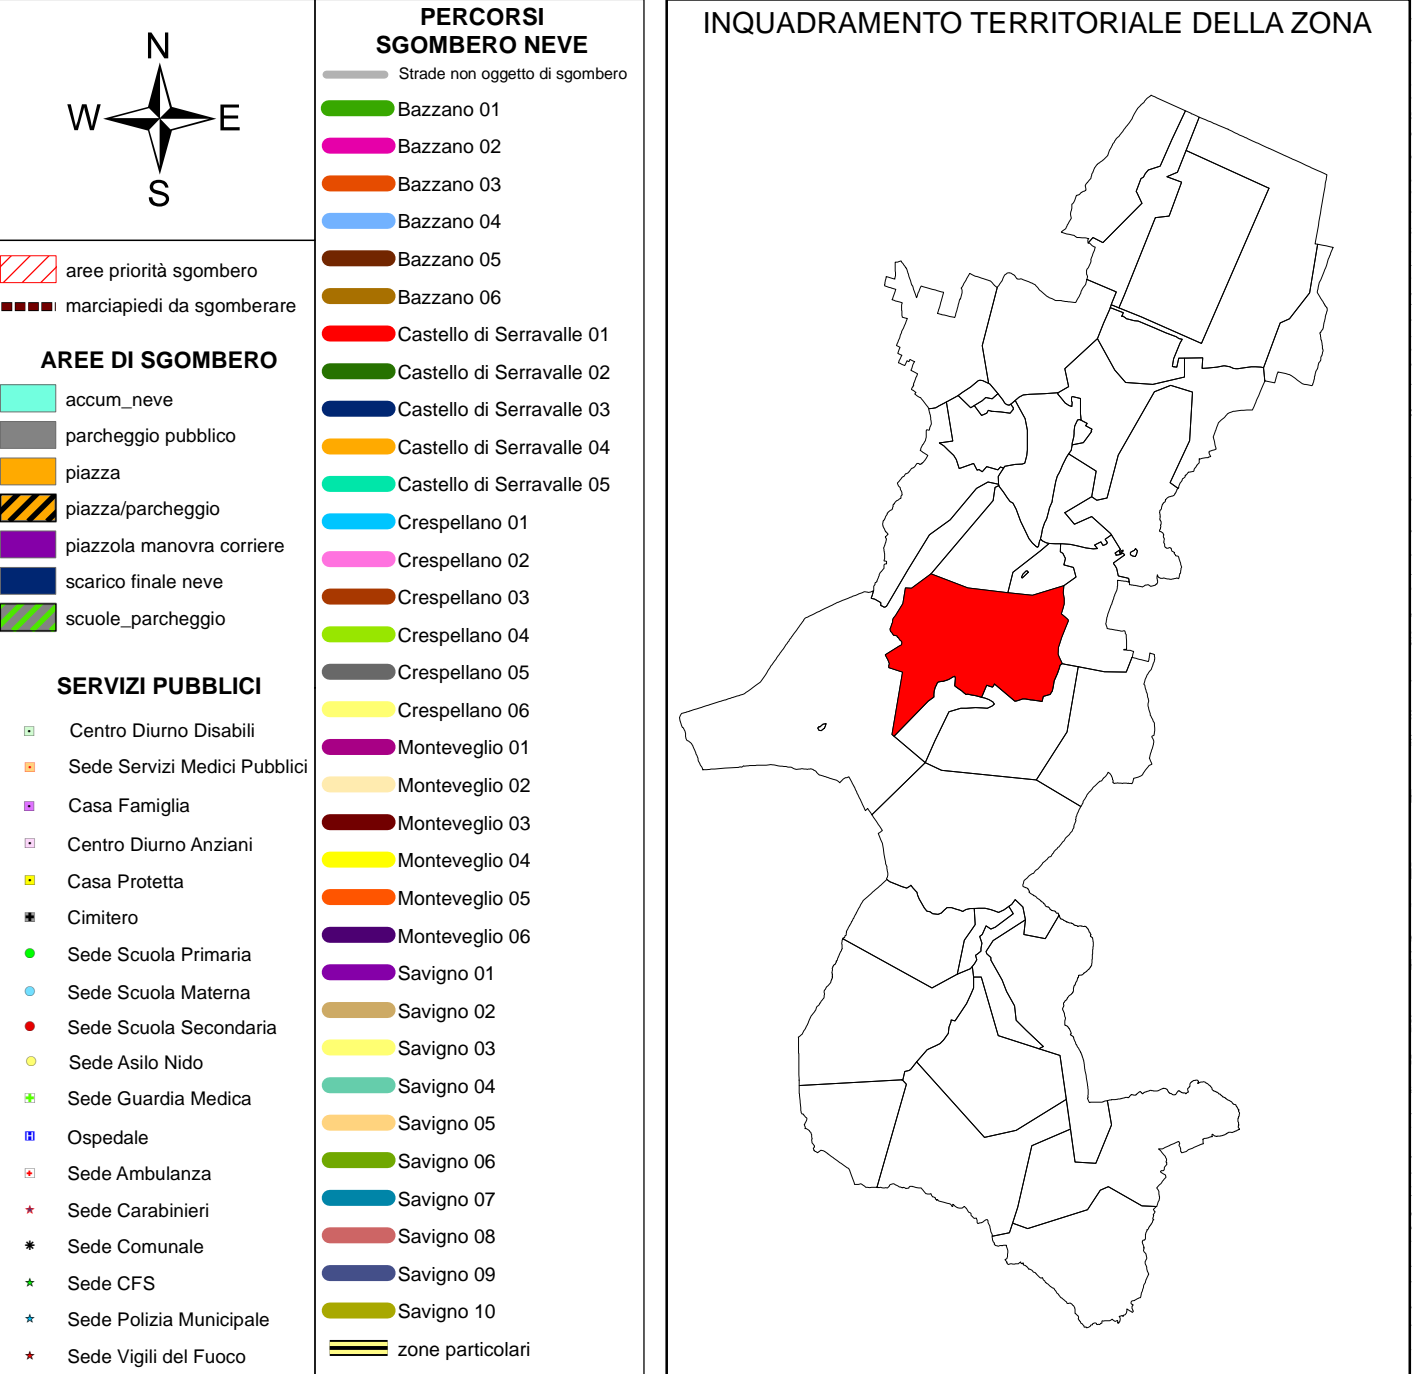 N
W
E
S
aree priorità sgombero
marciapiedi da sgomberare
AREE DI SGOMBERO
accum_neve
parcheggio pubblico
piazza
piazza/parcheggio
piazzola manovra corriere
scarico finale neve
scuole_parcheggio
SERVIZI PUBBLICI
Centro Diurno Disabili
Sede Servizi Medici Pubblici
Casa Famiglia
Centro Diurno Anziani
Casa Protetta
Cimitero
Sede Scuola Primaria
Sede Scuola Materna
Sede Scuola Secondaria
Sede Asilo Nido
Sede Guardia Medica
H
Ospedale
Sede Ambulanza
Sede Carabinieri
Sede Comunale
Sede CFS
Sede Polizia Municipale
Sede Vigili del Fuoco
PERCORSI
SGOMBERO NEVE
Strade non oggetto di sgombero
Bazzano 01
Bazzano 02
Bazzano 03
Bazzano 04
Bazzano 05
Bazzano 06
Castello di Serravalle 01
Castello di Serravalle 02
Castello di Serravalle 03
Castello di Serravalle 04
Castello di Serravalle 05
Crespellano 01
Crespellano 02
Crespellano 03
Crespellano 04
Crespellano 05
Crespellano 06
Monteveglio 01
Monteveglio 02
Monteveglio 03
Monteveglio 04
Monteveglio 05
Monteveglio 06
Savigno 01
Savigno 02
Savigno 03
Savigno 04
Savigno 05
Savigno 06
Savigno 07
Savigno 08
Savigno 09
Savigno 10
zone particolari
INQUADRAMENTO TERRITORIALE DELLA ZONA